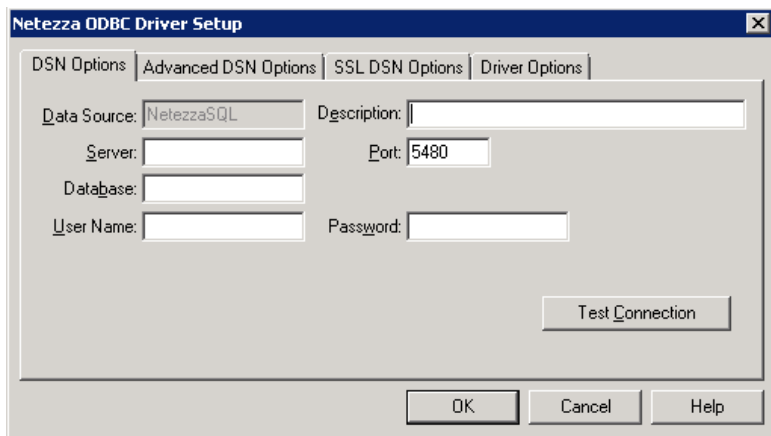 Netezza ODBC Driver Setup
DSN Options Advanced DSN Options SSL DSN Options Driver Options
Data Source: NetezzaSQL Description:
Server: Port: 5480
Database:
User Name: Password:
Test Connection
OK Cancel Help